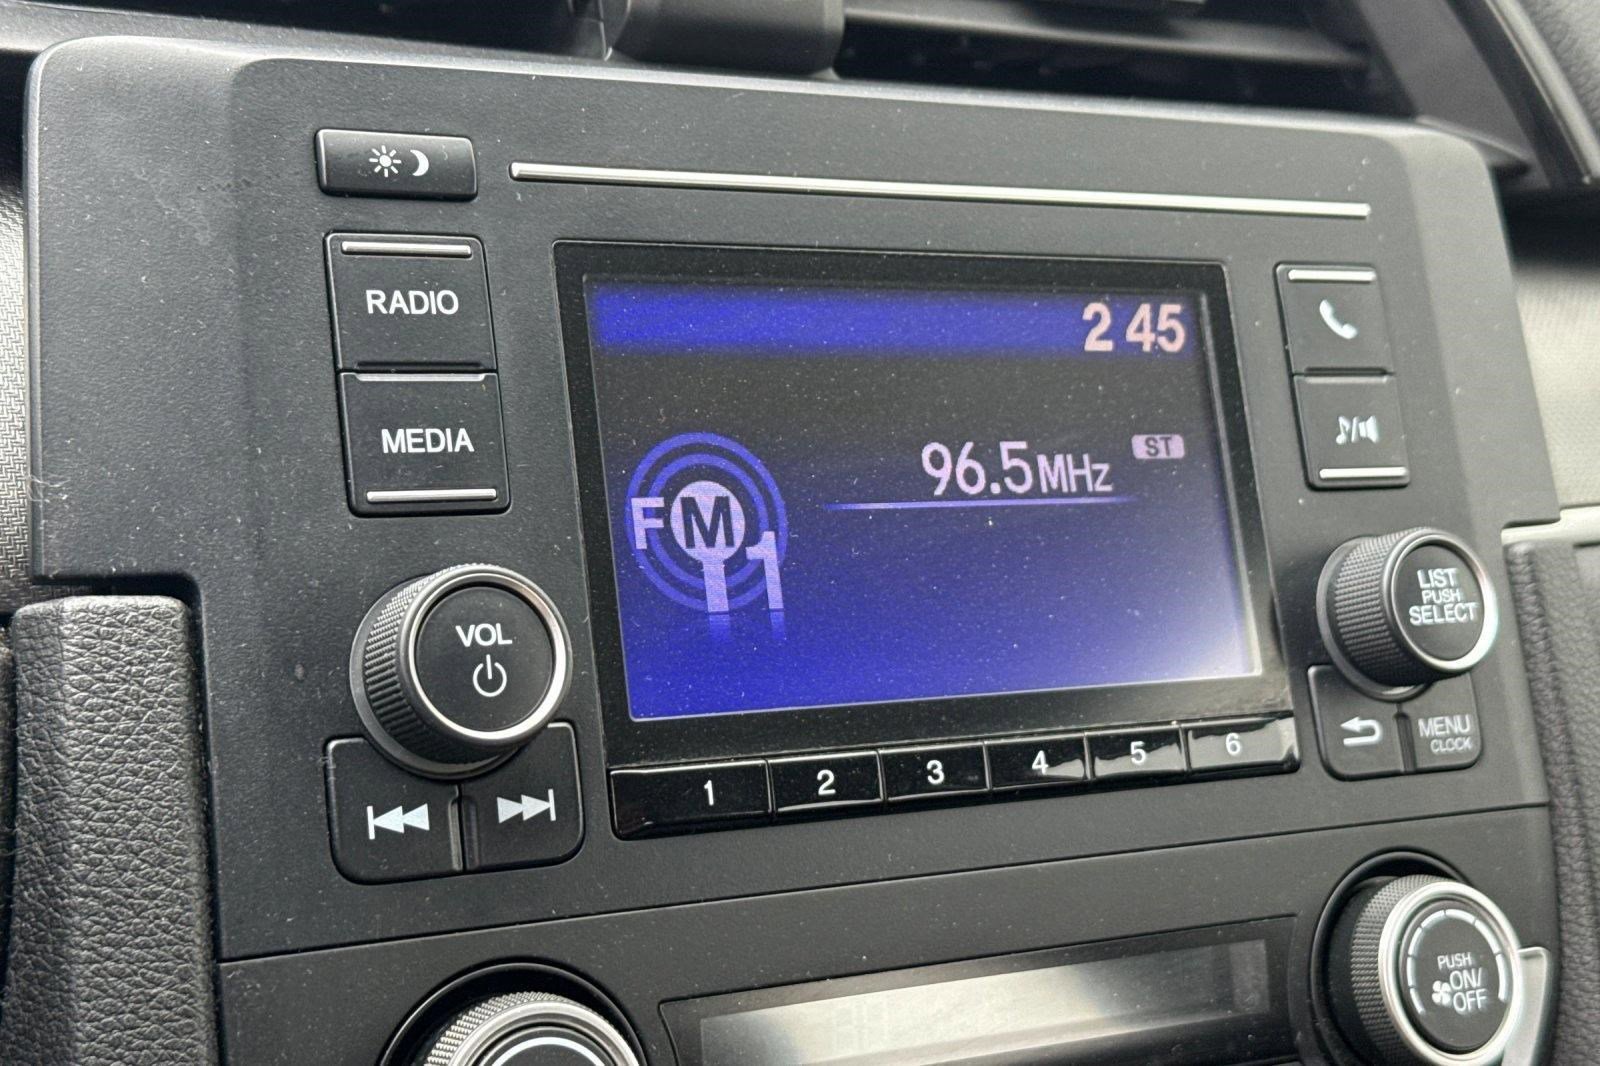 RADIO
MEDIA
2 45
96.5MHz ST
FM
1
VOL
LIST
PUSH
SELECT
MENU
CLOCK
1 2 3 4 5 6
PUSH
ON/
OFF